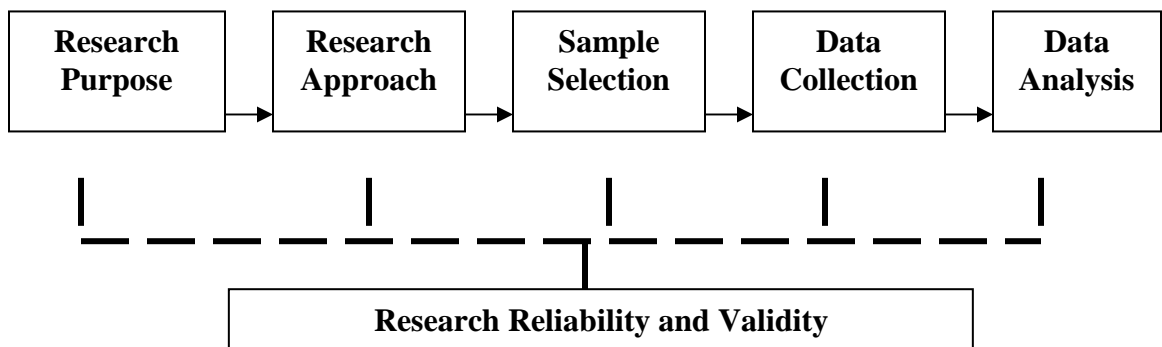 Research
Purpose
Research
Approach
Sample
Selection
Data
Collection
Data
Analysis
Research Reliability and Validity